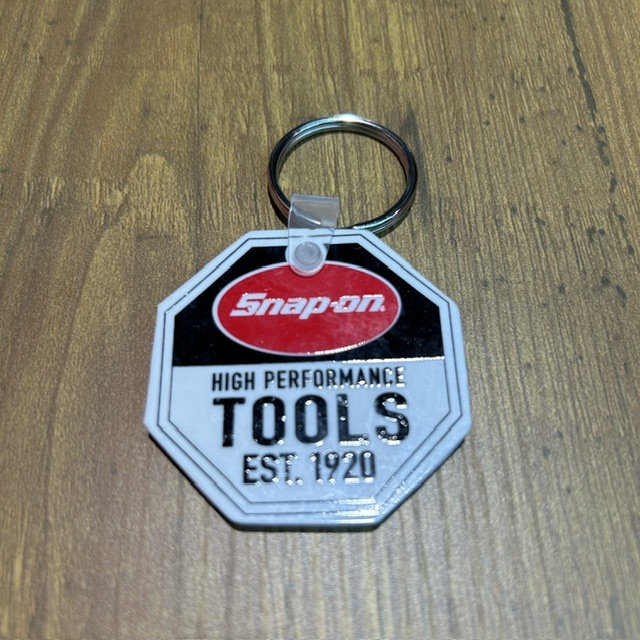 Snap-on
HIGH PERFORMANCE
TOOLS
EST. 1920